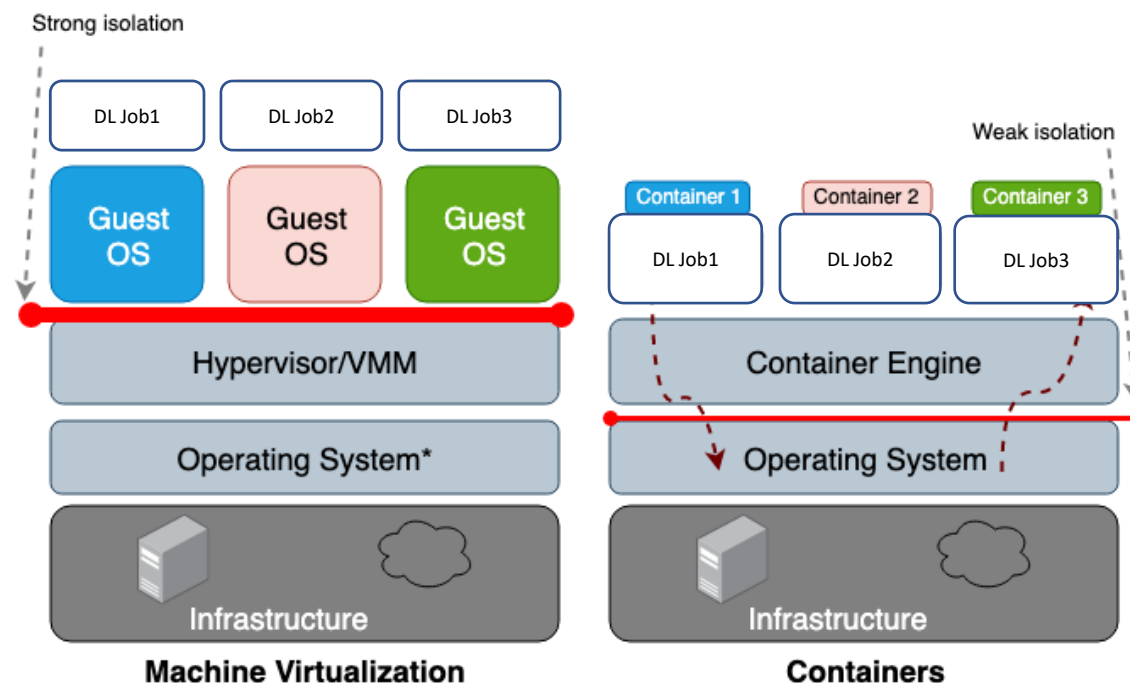 Strong isolation
DL Job1
DL Job2
DL Job3
Guest
OS
Guest
OS
Guest
OS
Hypervisor/VMM
Operating System*
Infrastructure
Machine Virtualization
Weak isolation
Container 1
Container 2
Container 3
DL Job1
DL Job2
DL Job3
Container Engine
Operating System
Infrastructure
Containers